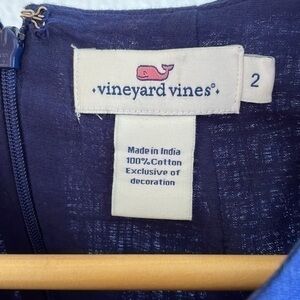 vineyard vines®
2
Made in India
100% Cotton
Exclusive of
decoration